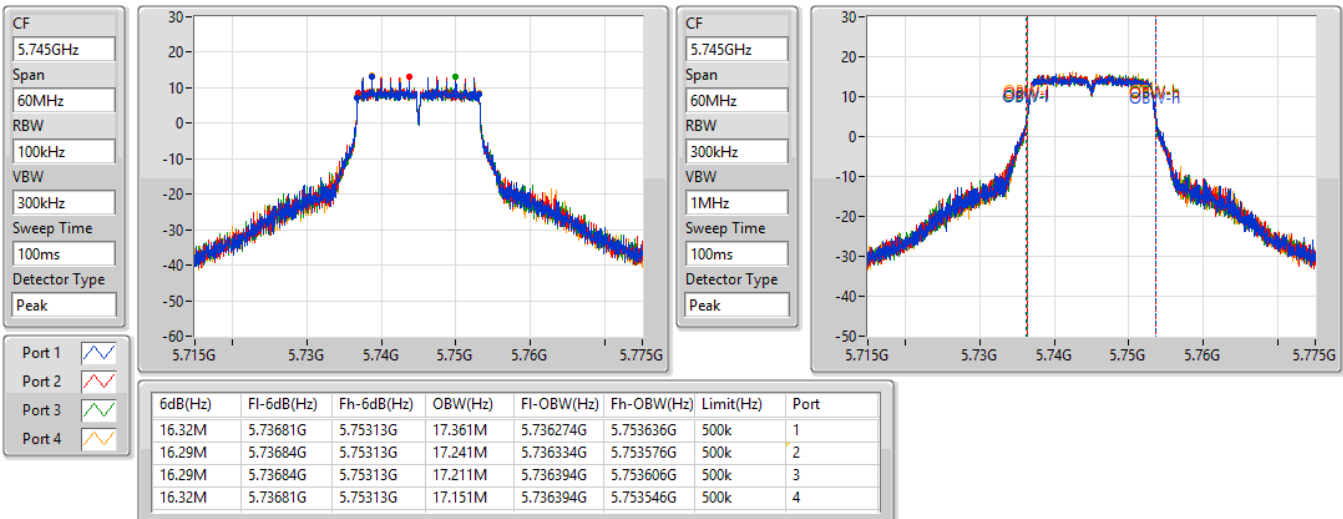 CF
5.745GHz
Span
60MHz
RBW
100kHz
VBW
300kHz
Sweep Time
100ms
Detector Type
Peak
30
20
10
0
-10
-20
-30
-40
-50
-60
5.715G 5.73G 5.74G 5.75G 5.76G 5.775G
CF
5.745GHz
Span
60MHz
RBW
300kHz
VBW
1MHz
Sweep Time
100ms
Detector Type
Peak
30
20
10
0
-10
-20
-30
-40
-50
OBW-l OBW-h
5.715G 5.73G 5.74G 5.75G 5.76G 5.775G
Port 1
Port 2
Port 3
Port 4
6dB(Hz) Fl-6dB(Hz) Fh-6dB(Hz) OBW(Hz) Fl-OBW(Hz) Fh-OBW(Hz) Limit(Hz) Port
16.32M 5.73681G 5.75313G 17.361M 5.736274G 5.753636G 500k 1
16.29M 5.73684G 5.75313G 17.241M 5.736334G 5.753576G 500k 2
16.29M 5.73684G 5.75313G 17.211M 5.736394G 5.753606G 500k 3
16.32M 5.73681G 5.75313G 17.151M 5.736394G 5.753546G 500k 4